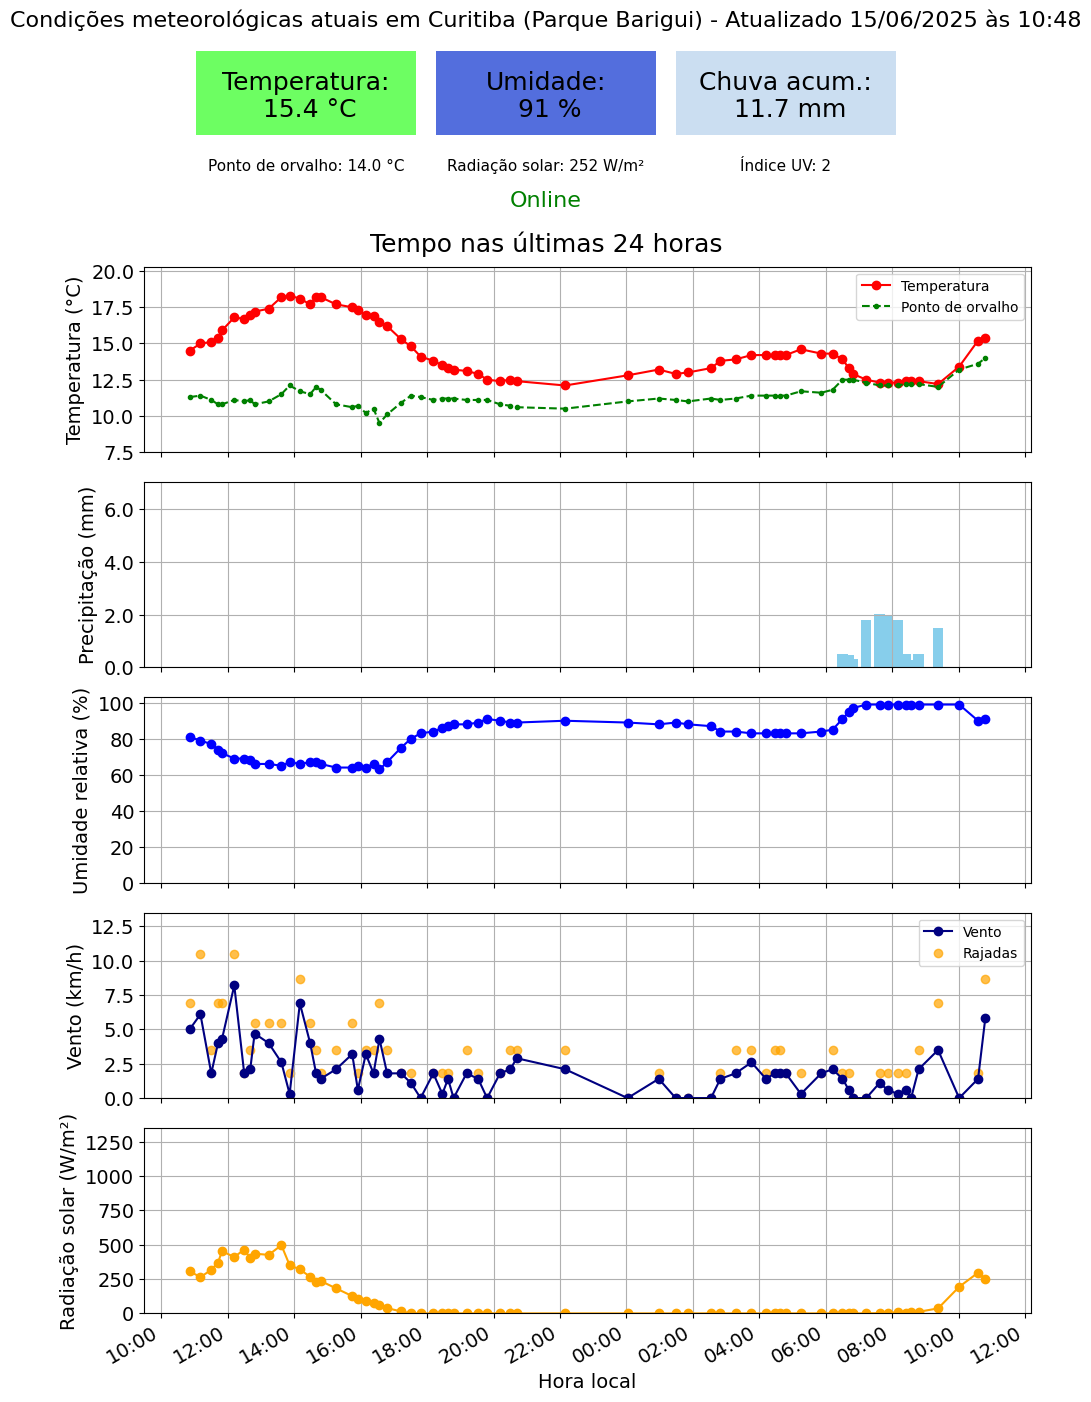 Condições meteorológicas atuais em Curitiba (Parque Barigui) - Atualizado 15/06/2025 às 10:48
Temperatura:
15.4 °C
Umidade:
91 %
Chuva acum.:
11.7 mm
Ponto de orvalho: 14.0 °C
Radiação solar: 252 W/m²
Índice UV: 2
Online
Tempo nas últimas 24 horas
Temperatura (°C)
20.0
17.5
15.0
12.5
10.0
7.5
Temperatura
Ponto de orvalho
Precipitação (mm)
6.0
4.0
2.0
0.0
Umidade relativa (%)
100
80
60
40
20
0
Vento (km/h)
12.5
10.0
7.5
5.0
2.5
0.0
Vento
Rajadas
Radiação solar (W/m²)
1250
1000
750
500
250
0
10:00
12:00
14:00
16:00
18:00
20:00
22:00
00:00
02:00
04:00
06:00
08:00
10:00
12:00
Hora local